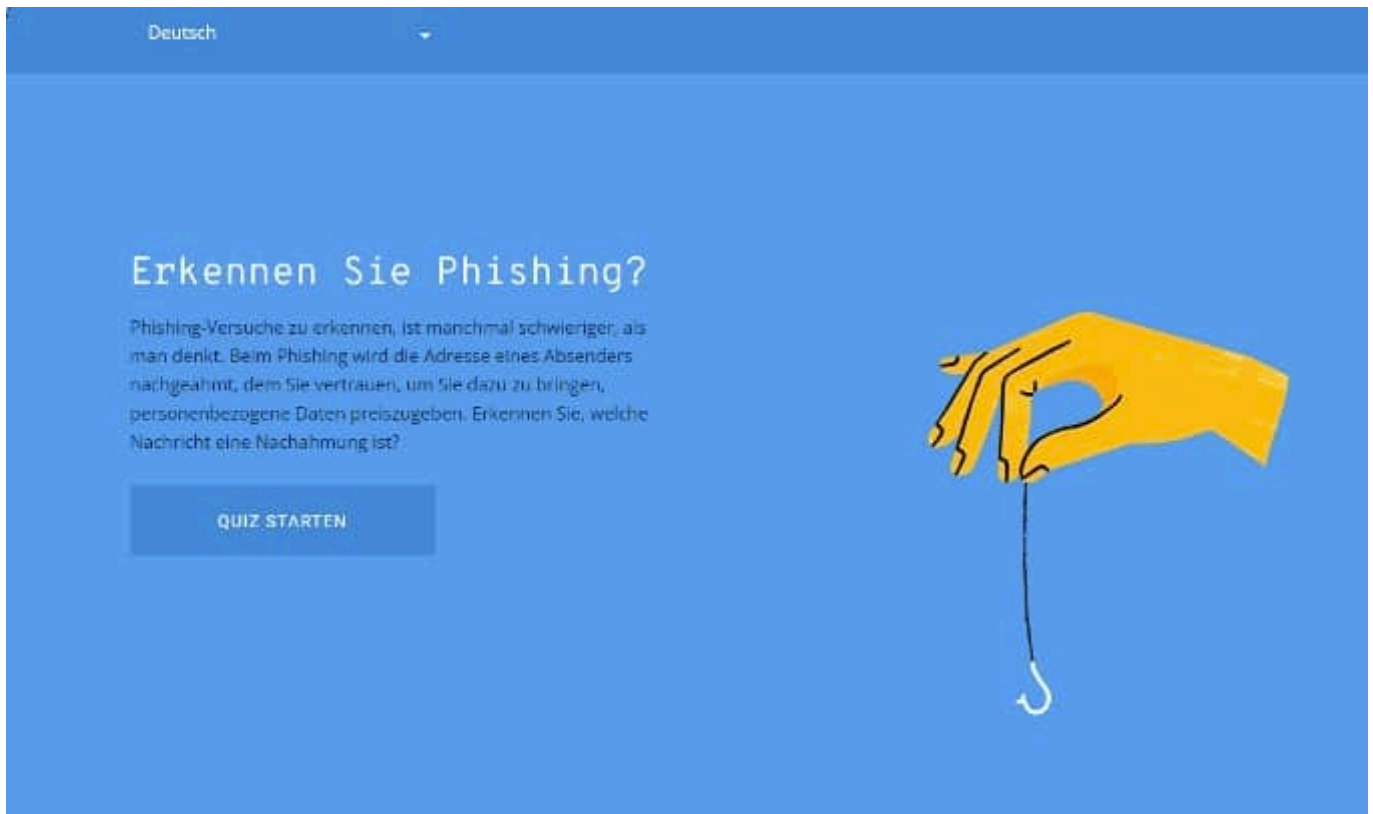 Deutsch
Erkennen Sie Phishing?
Phishing-Versuche zu erkennen, ist manchmal schwieriger, als
man denkt. Beim Phishing wird die Adresse eines Absenders
nachgeahmt, dem Sie vertrauen, um Sie dazu zu bringen,
personenbezogene Daten preiszugeben. Erkennen Sie, welche
Nachricht eine Nachahmung ist?
QUIZ STARTEN